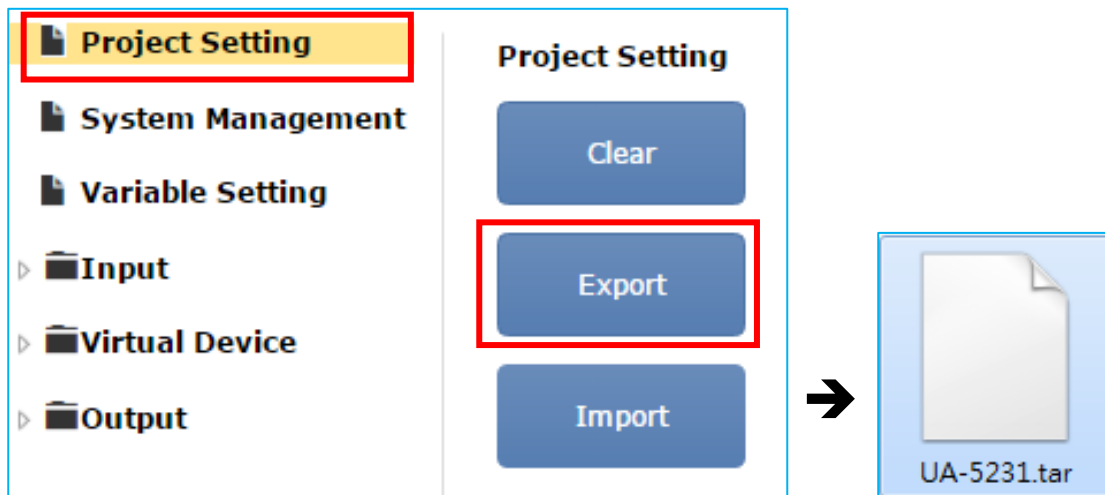 Project Setting
System Management
Variable Setting
Input
Virtual Device
Output
Project Setting
Clear
Export
Import
UA-5231.tar